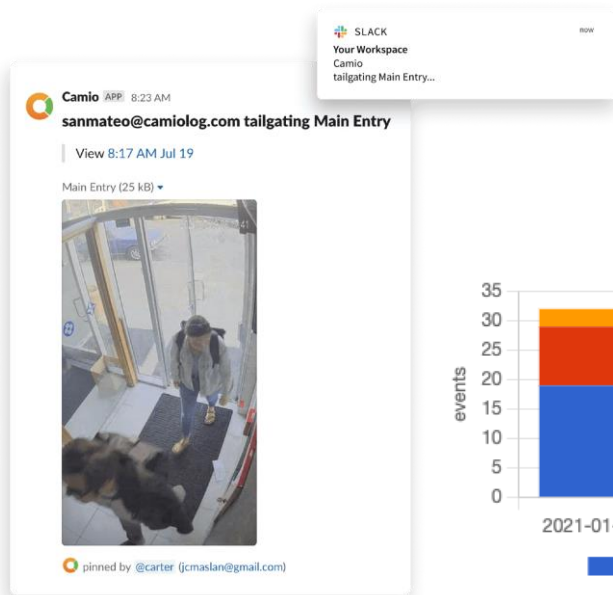 SLACK
now
Your Workspace
Camio
tailgating Main Entry...
Camio APP 8:23 AM
sanmateo@camiolog.com tailgating Main Entry
View 8:17 AM Jul 19
Main Entry (25 kB)
pinned by @carter (jcmaslan@gmail.com)
35
30
25
20
15
10
5
0
events
2021-01